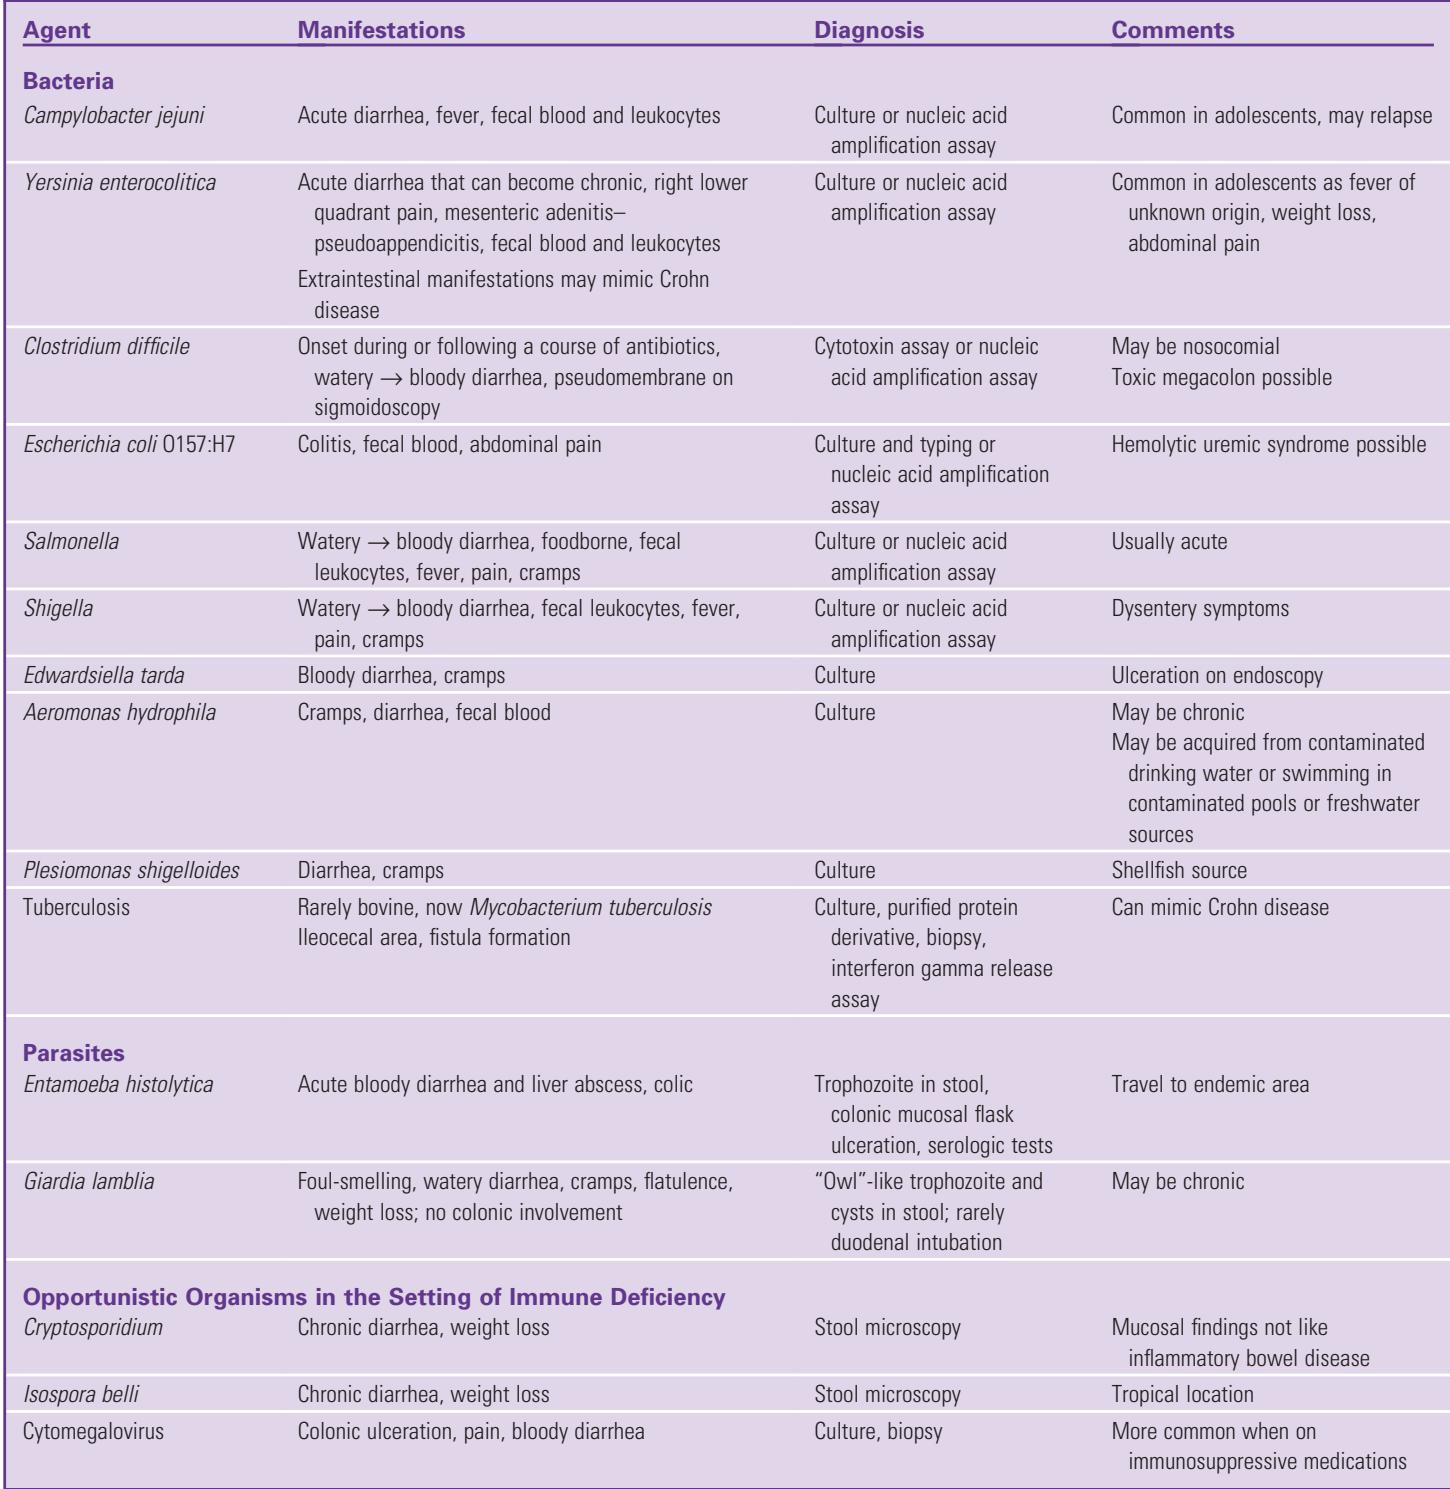 Agent Manifestations Diagnosis Comments
Bacteria
Campylobacter jejuni Acute diarrhea, fever, fecal blood and leukocytes Culture or nucleic acid Common in adolescents, may relapse
amplification assay
Yersinia enterocolitica Acute diarrhea that can become chronic, right lower Culture or nucleic acid Common in adolescents as fever of
quadrant pain, mesenteric adenitis– amplification assay unknown origin, weight loss,
pseudoappendicitis, fecal blood and leukocytes abdominal pain
Extraintestinal manifestations may mimic Crohn
disease
Clostridium difficile Onset during or following a course of antibiotics, Cytotoxin assay or nucleic May be nosocomial
watery → bloody diarrhea, pseudomembrane on acid amplification assay Toxic megacolon possible
sigmoidoscopy
Escherichia coli O157:H7 Colitis, fecal blood, abdominal pain Culture and typing or Hemolytic uremic syndrome possible
nucleic acid amplification
assay
Salmonella Watery → bloody diarrhea, foodborne, fecal Culture or nucleic acid Usually acute
leukocytes, fever, pain, cramps amplification assay
Shigella Watery → bloody diarrhea, fecal leukocytes, fever, Culture or nucleic acid Dysentery symptoms
pain, cramps amplification assay
Edwardsiella tarda Bloody diarrhea, cramps Culture Ulceration on endoscopy
Aeromonas hydrophila Cramps, diarrhea, fecal blood Culture May be chronic
May be acquired from contaminated
drinking water or swimming in
contaminated pools or freshwater
sources
Plesiomonas shigelloides Diarrhea, cramps Culture Shellfish source
Tuberculosis Rarely bovine, now Mycobacterium tuberculosis Culture, purified protein Can mimic Crohn disease
Ileocecal area, fistula formation derivative, biopsy,
interferon gamma release
assay
Parasites
Entamoeba histolytica Acute bloody diarrhea and liver abscess, colic Trophozoite in stool, Travel to endemic area
colonic mucosal flask
ulceration, serologic tests
Giardia lamblia Foul-smelling, watery diarrhea, cramps, flatulence, “Owl”-like trophozoite and May be chronic
weight loss; no colonic involvement cysts in stool; rarely
duodenal intubation
Opportunistic Organisms in the Setting of Immune Deficiency
Cryptosporidium Chronic diarrhea, weight loss Stool microscopy Mucosal findings not like
inflammatory bowel disease
Isospora belli Chronic diarrhea, weight loss Stool microscopy Tropical location
Cytomegalovirus Colonic ulceration, pain, bloody diarrhea Culture, biopsy More common when on
immunosuppressive medications